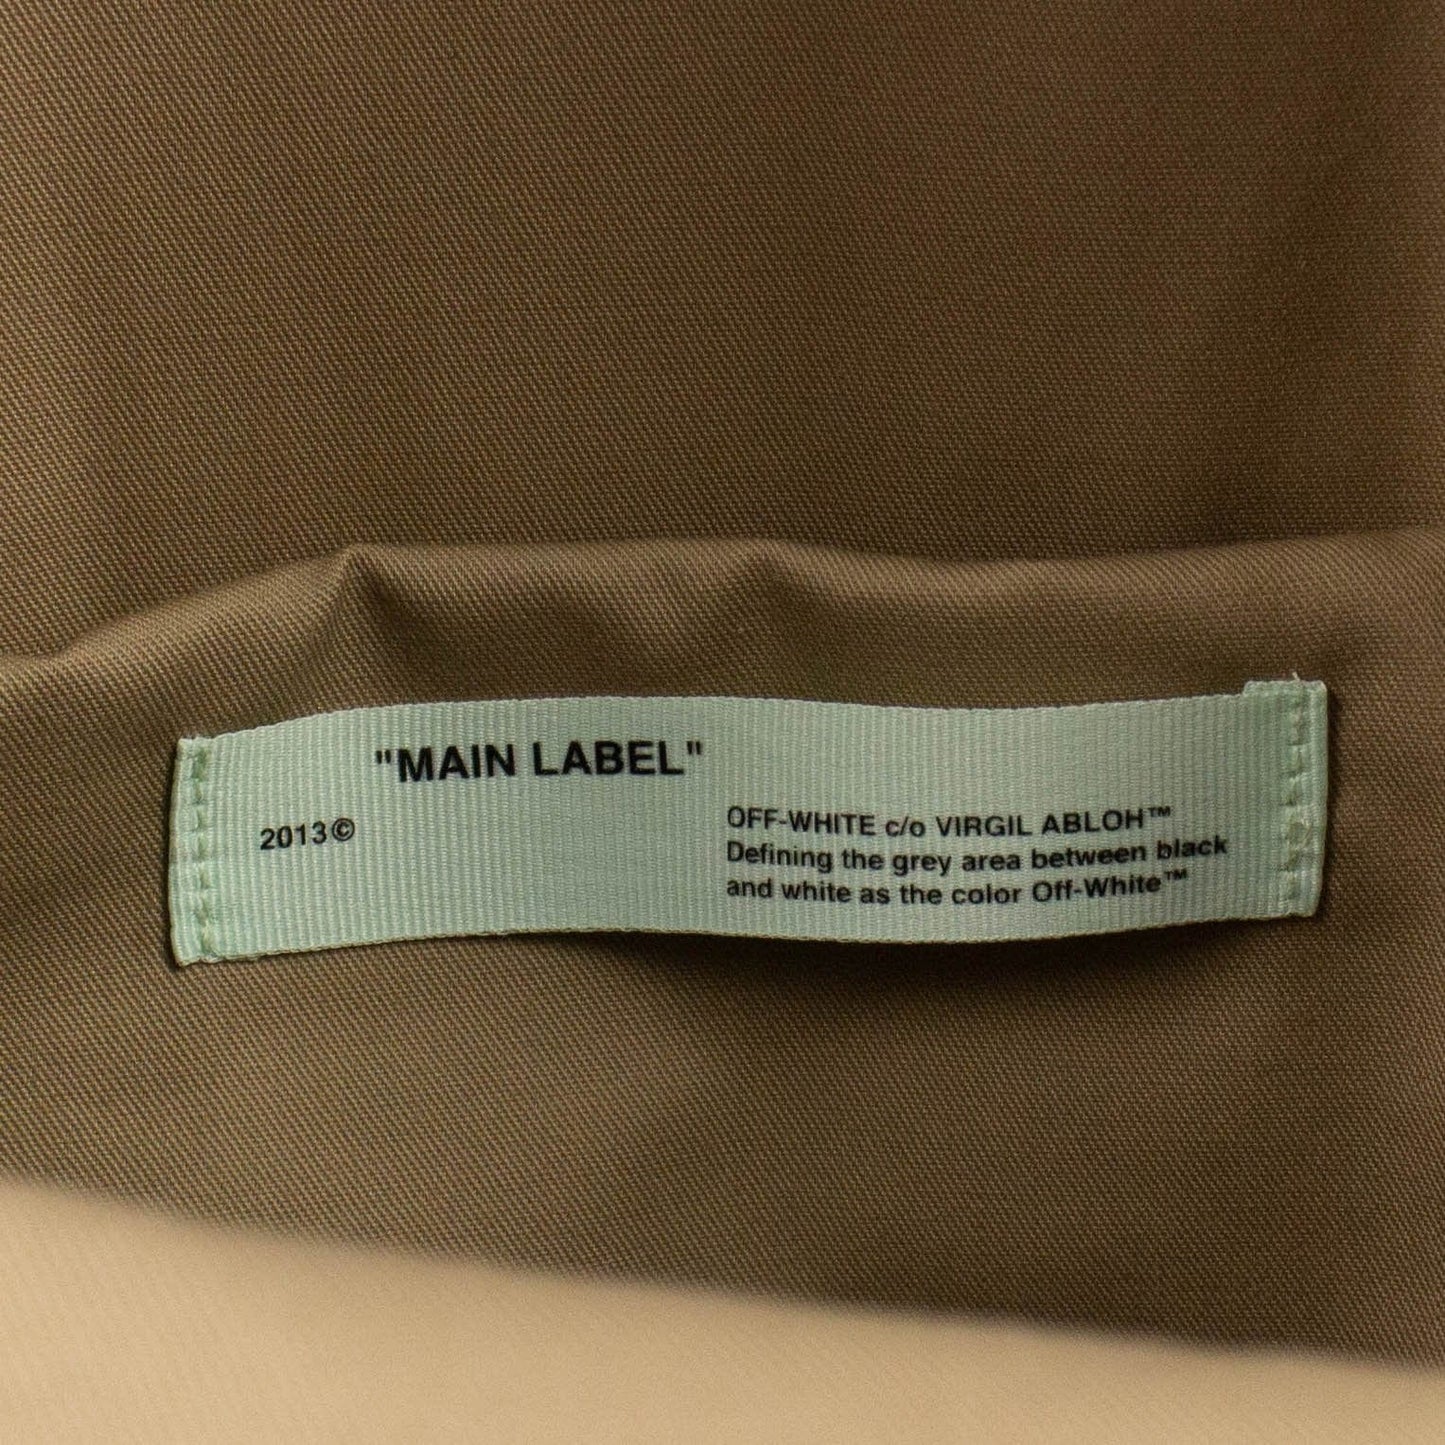 "MAIN LABEL"
2013©
OFF-WHITE c/o VIRGIL ABLOH™
Defining the grey area between black
and white as the color Off-White™